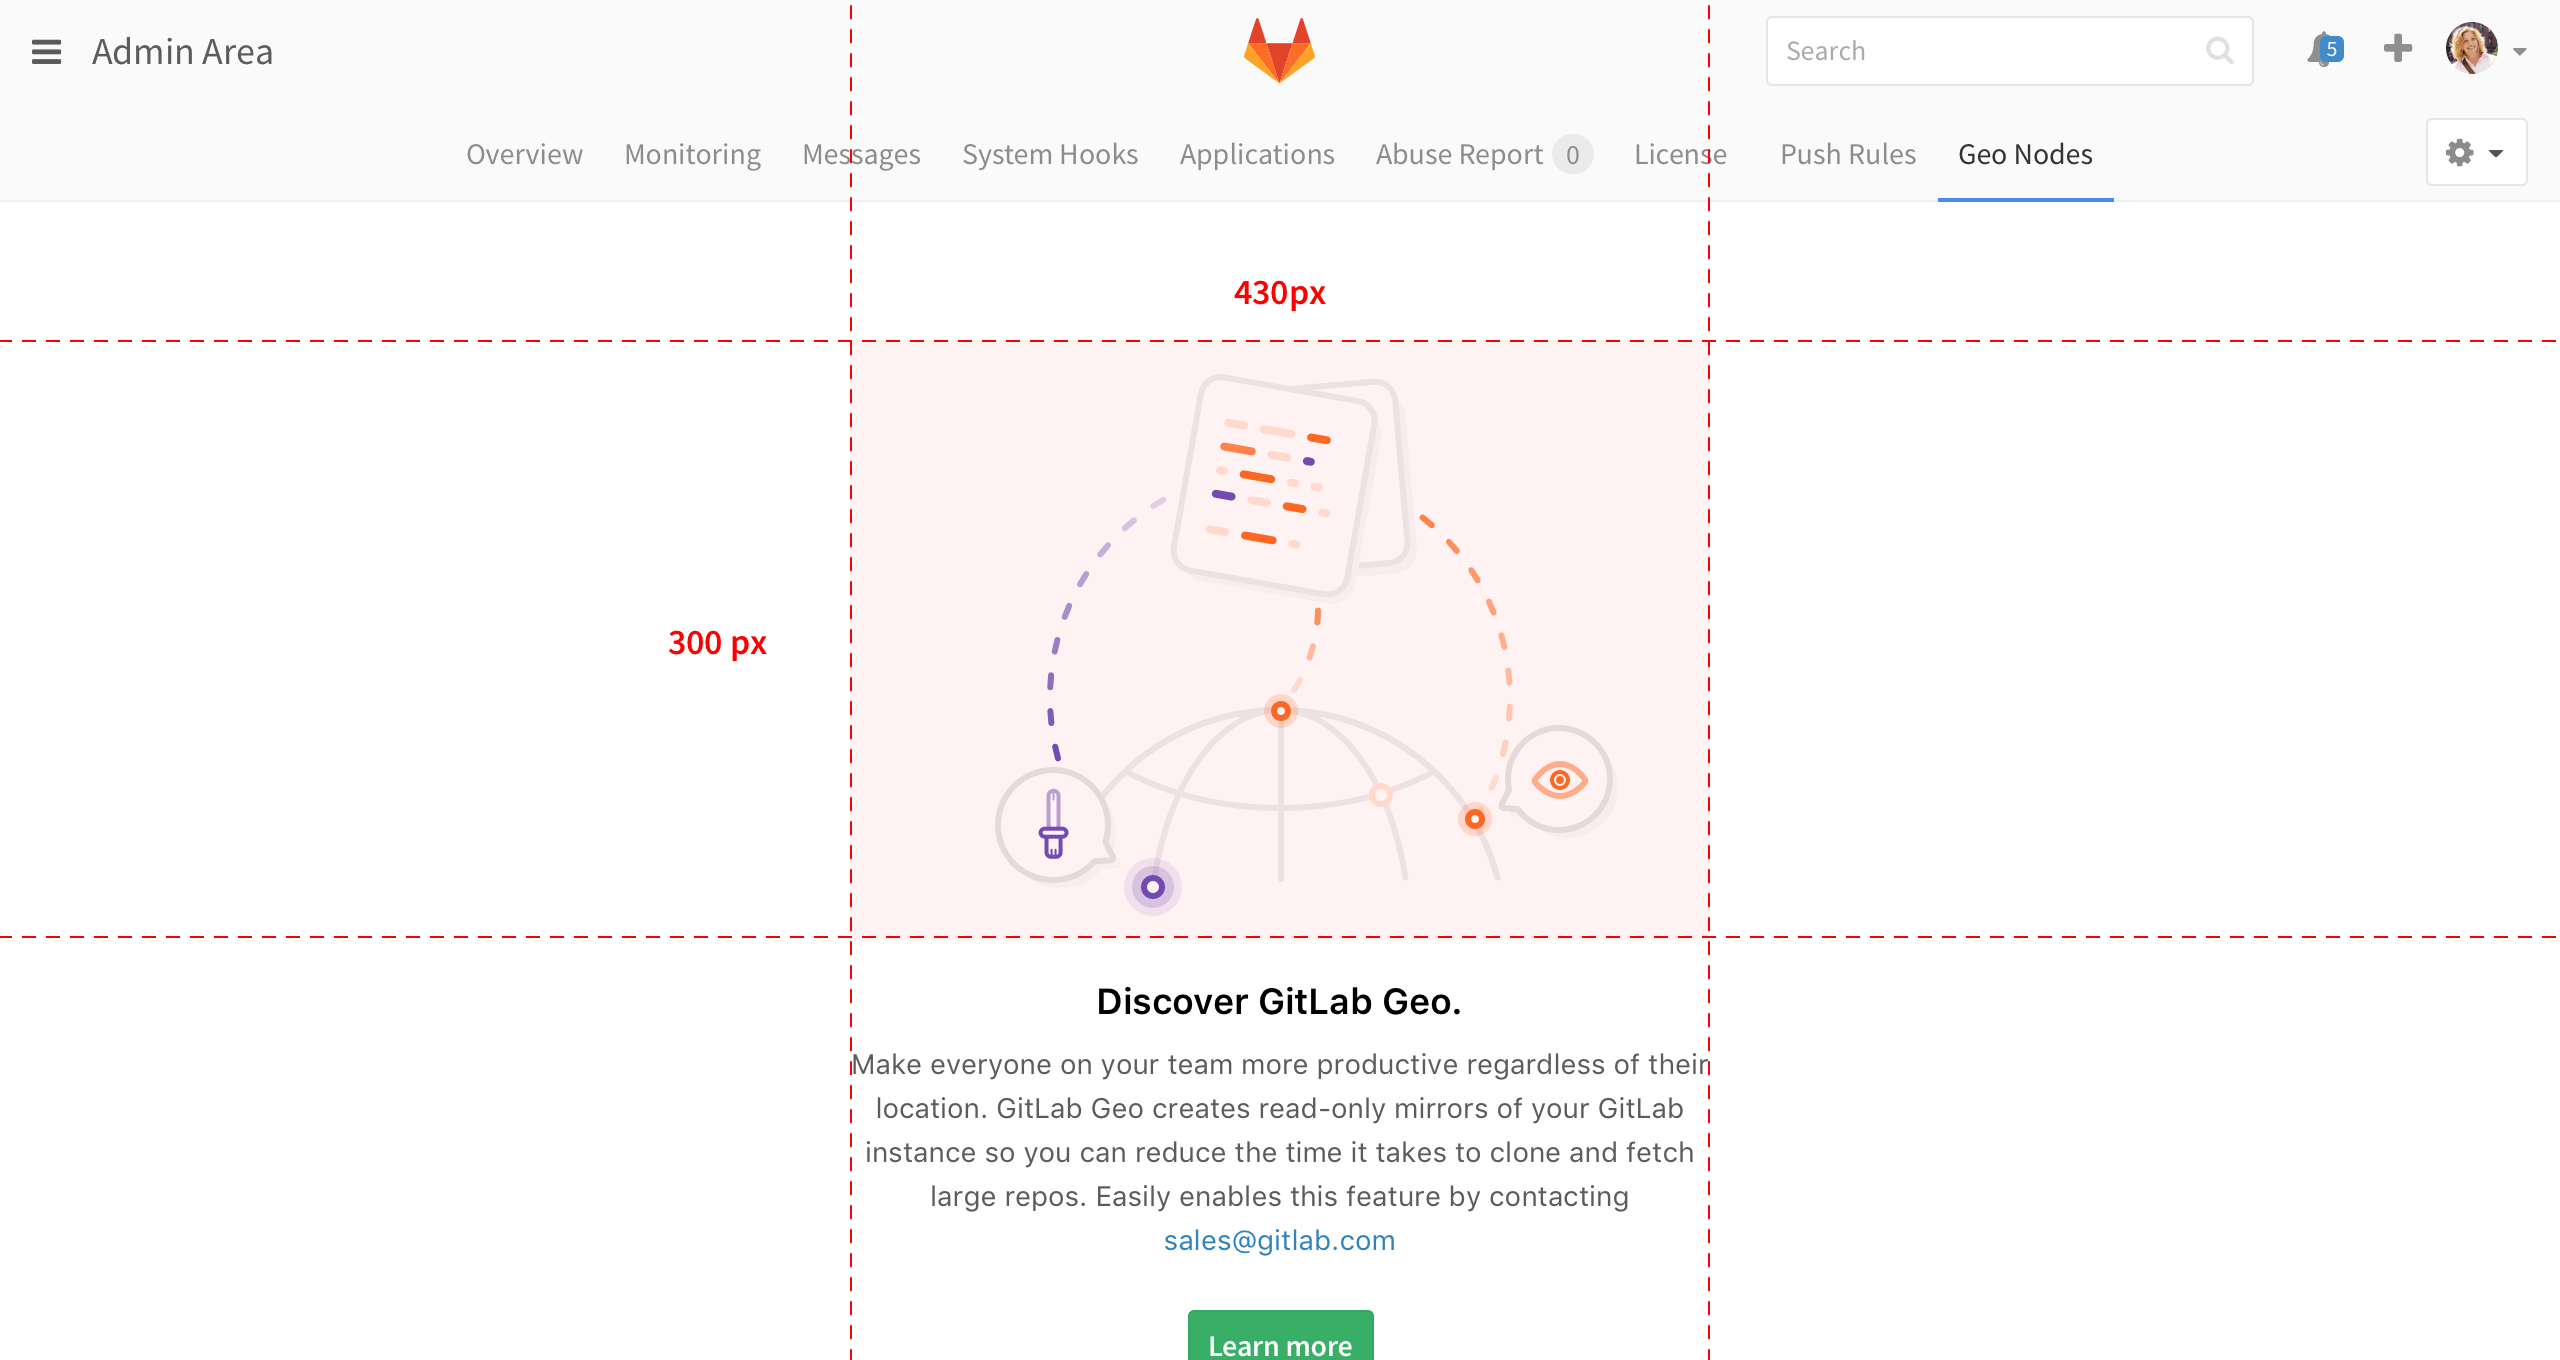 Admin Area
Search
5
Overview Monitoring Messages System Hooks Applications Abuse Report 0 License Push Rules Geo Nodes
430px
300 px
Discover GitLab Geo.
Make everyone on your team more productive regardless of their
location. GitLab Geo creates read-only mirrors of your GitLab
instance so you can reduce the time it takes to clone and fetch
large repos. Easily enables this feature by contacting
sales@gitlab.com
Learn more